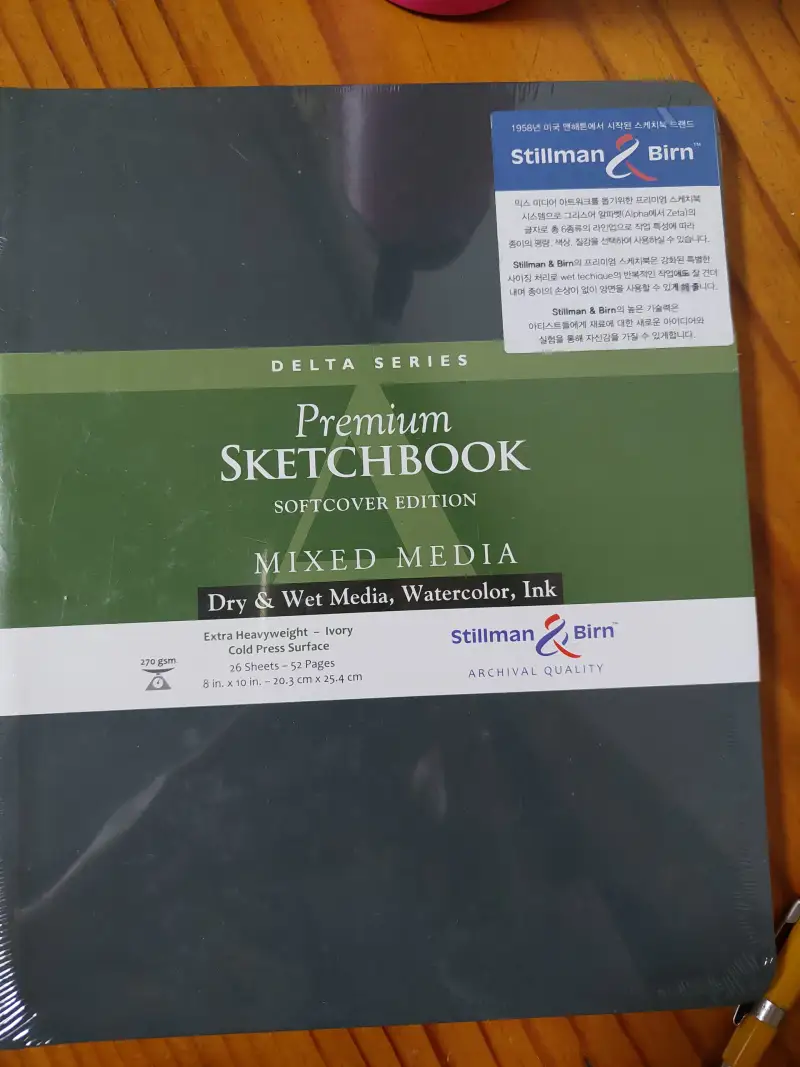 1958년 미국 맨해튼에서 시작된 스케치북 브랜드
Stillman & Birn™
믹스 미디어 아트워크를 돕기위한 프리미엄 스케치북
시스템으로 그리스어 알파벳(Alpha에서 Zeta)의
글자로 총 6종류의 라인업으로 작업 특성에 따라
종이의 평량, 색상, 질감을 선택하여 사용하실 수 있습니다.
Stillman & Birn의 프리미엄 스케치북은 강화된 특별한
사이징 처리로 wet techique의 반복적인 작업에도 잘 견뎌
내며 종이의 손상이 없이 양면을 사용할 수 있게 해 줍니다.
Stillman & Birn의 높은 기술력은
아티스트들에게 재료에 대한 새로운 아이디어와
실험을 통해 자신감을 가질 수 있게합니다.
DELTA SERIES
Premium
SKETCHBOOK
SOFTCOVER EDITION
MIXED MEDIA
Dry & Wet Media, Watercolor, Ink
270 gsm
Extra Heavyweight – Ivory
Cold Press Surface
26 Sheets – 52 Pages
8 in. x 10 in. – 20.3 cm x 25.4 cm
Stillman & Birn™
ARCHIVAL QUALITY